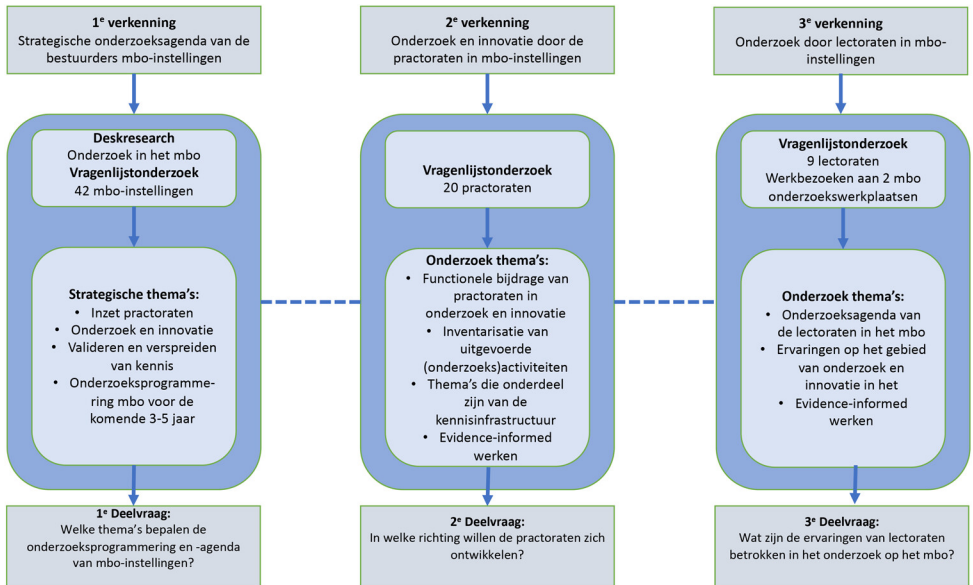 1e verkenning
Strategische onderzoeksagenda van de
bestuurders mbo-instellingen
Deskresearch
Onderzoek in het mbo
Vragenlijstonderzoek
42 mbo-instellingen
Strategische thema's:
• Inzet practoraten
• Onderzoek en innovatie
• Valideren en verspreiden
van kennis
• Onderzoeksprogramme-
ring mbo voor de
komende 3-5 jaar
1e Deelvraag:
Welke thema's bepalen de
onderzoeksprogrammering en -agenda
van mbo-instellingen?
2e verkenning
Onderzoek en innovatie door de
practoraten in mbo-instellingen
Vragenlijstonderzoek
20 practoraten
Onderzoek thema's:
• Functionele bijdrage van
practoraten in
onderzoek en innovatie
• Inventarisatie van
uitgevoerde
(onderzoeks)activiteiten
• Thema's die onderdeel
zijn van de
kennisinfrastructuur
• Evidence-informed
werken
2e Deelvraag:
In welke richting willen de practoraten zich
ontwikkelen?
3e verkenning
Onderzoek door lectoraten in mbo-
instellingen
Vragenlijstonderzoek
9 lectoraten
Werkbezoeken aan 2 mbo
onderzoekswerkplaatsen
Onderzoek thema's:
• Onderzoeksagenda van
de lectoraten in het mbo
• Ervaringen op het gebied
van onderzoek en
innovatie in het
• Evidence-informed
werken
3e Deelvraag:
Wat zijn de ervaringen van lectoraten
betrokken in het onderzoek op het mbo?